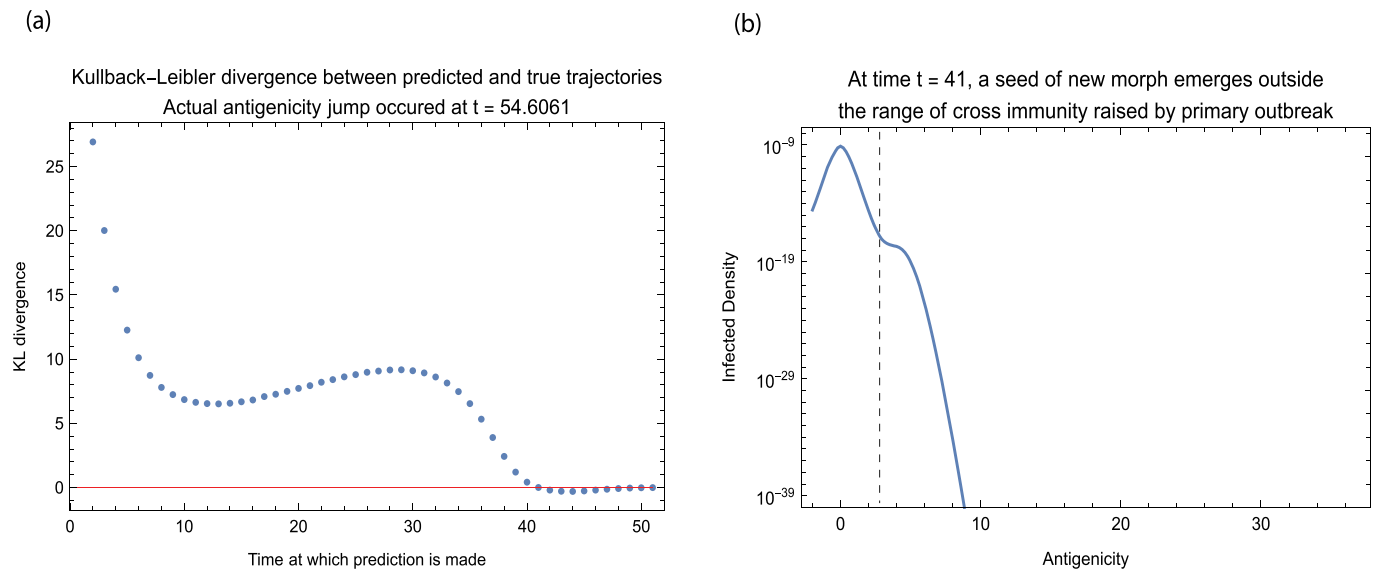 (a)
Kullback–Leibler divergence between predicted and true trajectories
Actual antigenicity jump occured at t = 54.6061
KL divergence
25
20
15
10
5
0
0 10 20 30 40 50
Time at which prediction is made
(b)
At time t = 41, a seed of new morph emerges outside
the range of cross immunity raised by primary outbreak
Infected Density
10⁻⁹
10⁻¹⁹
10⁻²⁹
10⁻³⁹
0 10 20 30
Antigenicity